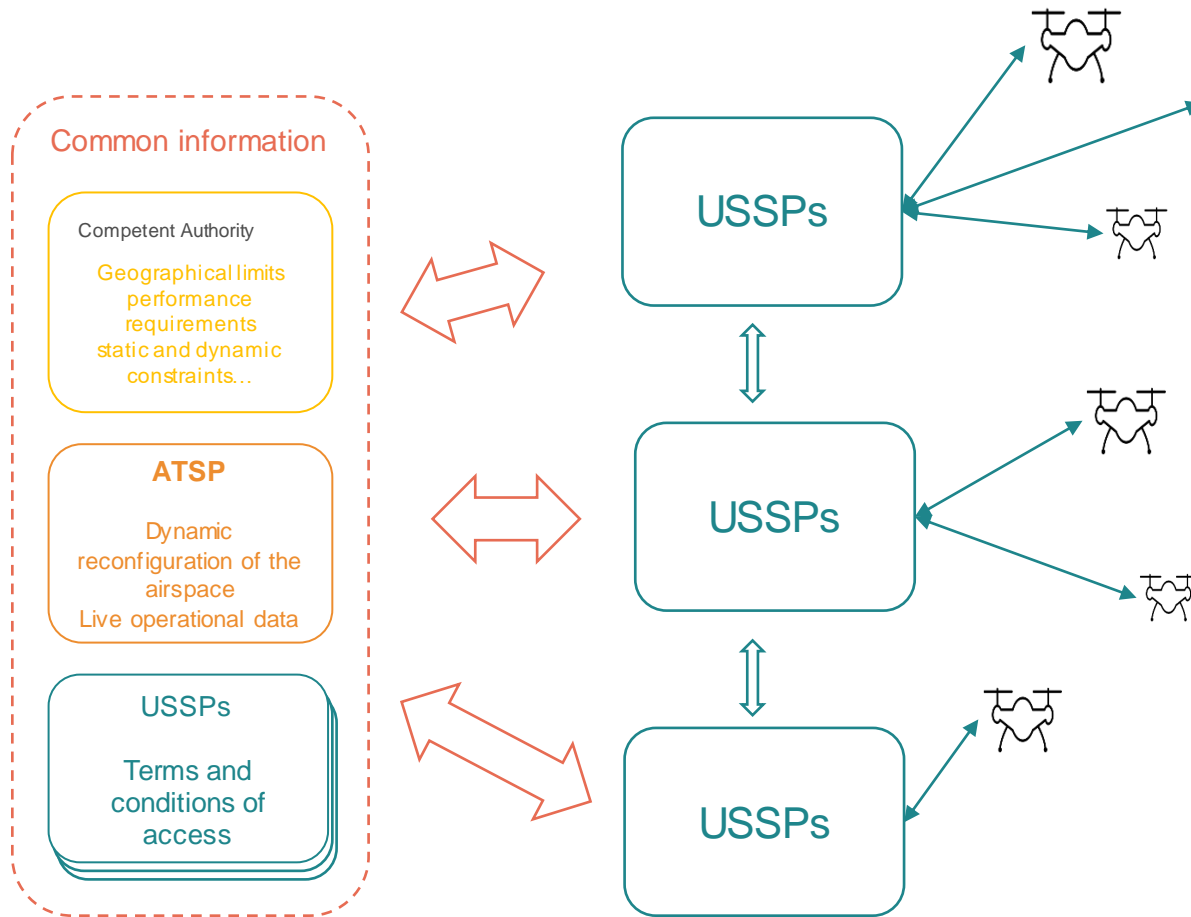 Common information
Competent Authority
Geographical limits
performance
requirements
static and dynamic
constraints...
ATSP
Dynamic
reconfiguration of the
airspace
Live operational data
USSPs
Terms and
conditions of
access
USSPs
USSPs
USSPs